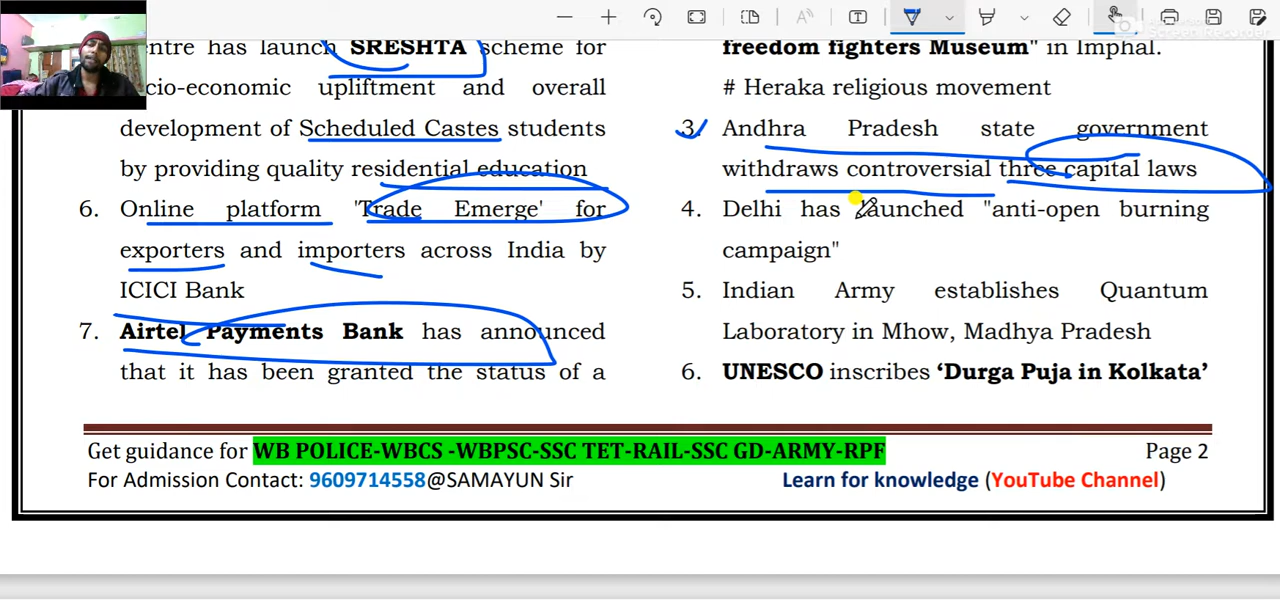 Screen Recorder
Centre has launch SRESHTA scheme for
socio-economic upliftment and overall
development of Scheduled Castes students
by providing quality residential education
6. Online platform 'Trade Emerge' for
exporters and importers across India by
ICICI Bank
7. Airtel Payments Bank has announced
that it has been granted the status of a
freedom fighters Museum" in Imphal.
# Heraka religious movement
3. Andhra Pradesh state government
withdraws controversial three capital laws
4. Delhi has launched "anti-open burning
campaign"
5. Indian Army establishes Quantum
Laboratory in Mhow, Madhya Pradesh
6. UNESCO inscribes ‘Durga Puja in Kolkata’
Get guidance for WB POLICE-WBCS -WBPSC-SSC TET-RAIL-SSC GD-ARMY-RPF Page 2
For Admission Contact: 9609714558@SAMAYUN Sir Learn for knowledge (YouTube Channel)